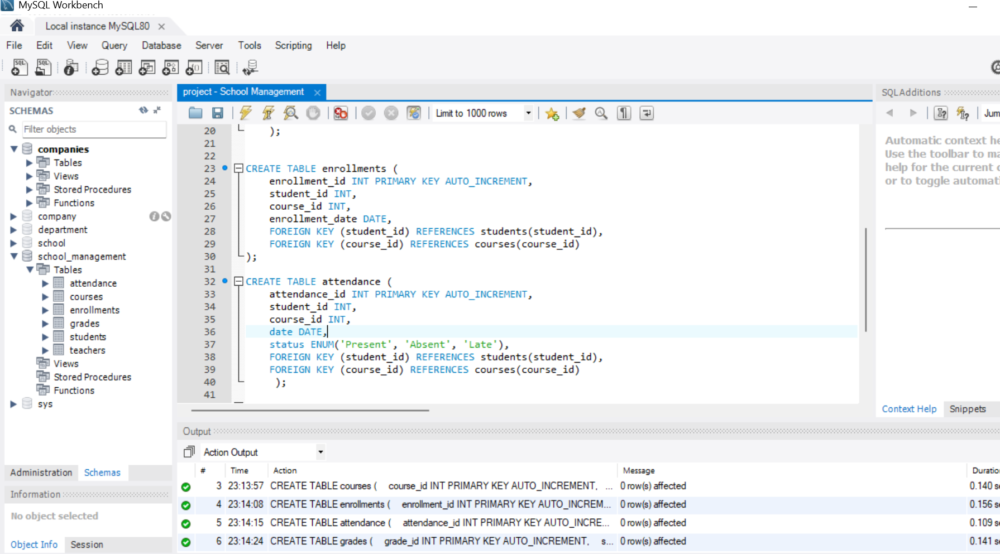 MySQL Workbench
Local instance MySQL80
File Edit View Query Database Server Tools Scripting Help
Navigator
SCHEMAS
Filter objects
companies
Tables
Views
Stored Procedures
Functions
company
department
school
school_management
Tables
attendance
courses
enrollments
grades
students
teachers
Views
Stored Procedures
Functions
sys
Administration Schemas
Information
No object selected
Object Info Session
project - School Management
Limit to 1000 rows
20 );
21
22
23 CREATE TABLE enrollments (
24 enrollment_id INT PRIMARY KEY AUTO_INCREMENT,
25 student_id INT,
26 course_id INT,
27 enrollment_date DATE,
28 FOREIGN KEY (student_id) REFERENCES students(student_id),
29 FOREIGN KEY (course_id) REFERENCES courses(course_id)
30 );
31
32 CREATE TABLE attendance (
33 attendance_id INT PRIMARY KEY AUTO_INCREMENT,
34 student_id INT,
35 course_id INT,
36 date DATE,
37 status ENUM('Present', 'Absent', 'Late'),
38 FOREIGN KEY (student_id) REFERENCES students(student_id),
39 FOREIGN KEY (course_id) REFERENCES courses(course_id)
40 );
41
SQLAdditions
Jum
Automatic context he
Use the toolbar to ma
help for the current c
or to toggle automati
Context Help Snippets
Output
Action Output
# Time Action Message Duratio
3 23:13:57 CREATE TABLE courses ( course_id INT PRIMARY KEY AUTO_INCREMENT, ... 0 row(s) affected 0.140 se
4 23:14:08 CREATE TABLE enrollments ( enrollment_id INT PRIMARY KEY AUTO_INCREM... 0 row(s) affected 0.156 se
5 23:14:15 CREATE TABLE attendance ( attendance_id INT PRIMARY KEY AUTO_INCRE... 0 row(s) affected 0.109 se
6 23:14:24 CREATE TABLE grades ( grade_id INT PRIMARY KEY AUTO_INCREMENT, s... 0 row(s) affected 0.141 se